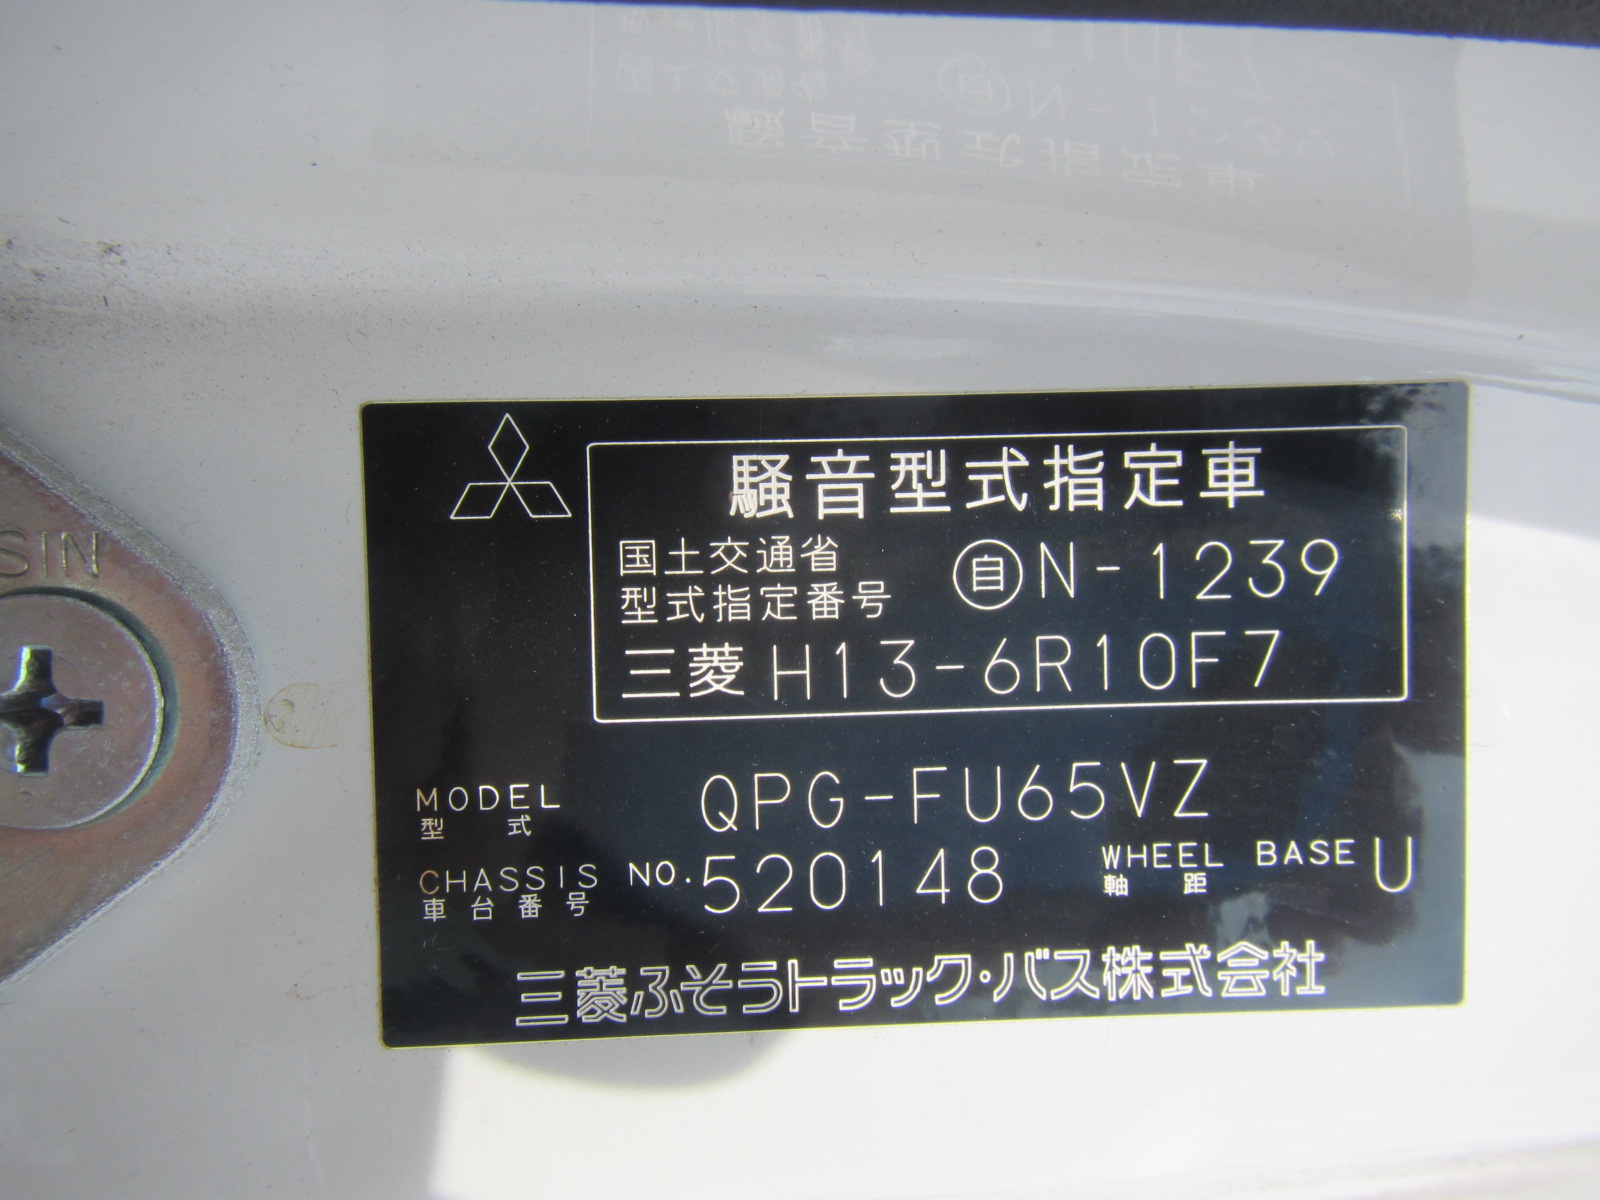 騒音型式指定車
国土交通省
型式指定番号 自N-1239
三菱 H13-6R10F7
MODEL QPG-FU65VZ
型式
CHASSIS NO. 520148 WHEEL BASE U
車台番号 軸距
三菱ふそうトラック・バス株式会社
SIN